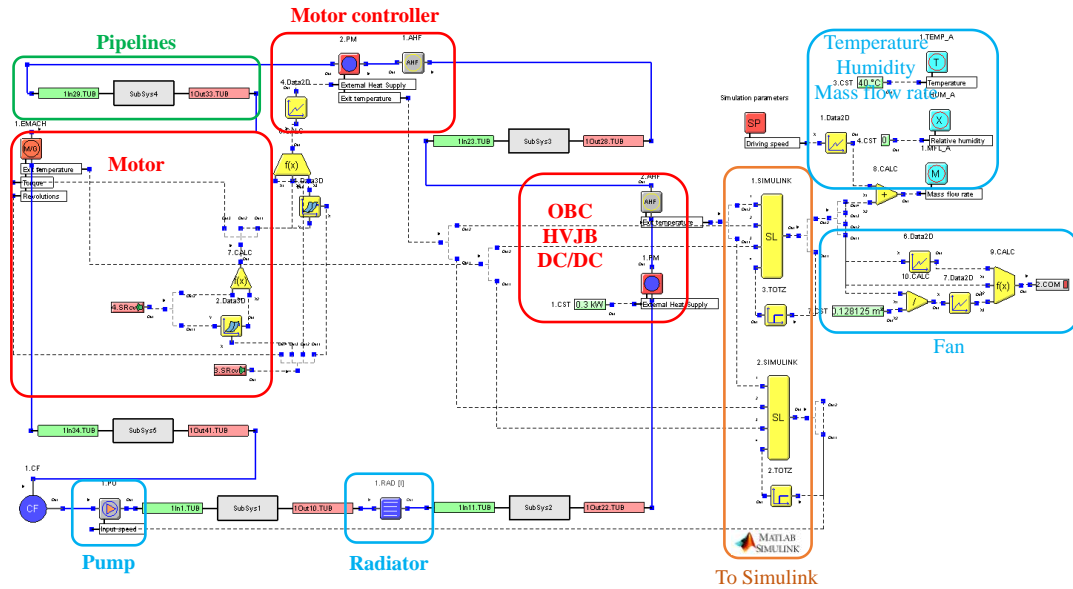 Motor controller
Pipelines
2.PM
1.AHF
AHF
1In29.TUB
SubSys4
1Out33.TUB
4.Data2D
External Heat Supply
Exit temperature
1.EMACH
M/G
Motor
Exit temperature
Torque
Revolutions
f(x)
7.CALC
f(x)
4.SRcv
3.SRcv
1In23.TUB
SubSys3
1Out28.TUB
OBC
HVJB
DC/DC
2.AHF
AHF
Exit temperature
1.PM
1.CST
0.3 kW
External Heat Supply
Simulation parameters
SP
Driving speed
Temperature
Humidity
Mass flow rate
1.TEMP_A
T
3.CST
40 °C
Temperature
X
4.CST
0
Relative humidity
1.Data2D
1.MFL_A
M
8.CALC
+
Mass flow rate
1.SIMULINK
SL
3.TOTZ
2.SIMULINK
SL
2.TOTZ
MATLAB
SIMULINK
To Simulink
6.Data2D
9.CALC
10.CALC
7.Data2D
f(x)
2.COM
/
0.128125 m²
Fan
1In34.TUB
SubSys5
1Out41.TUB
1.CF
CF
1.PU
Input speed
Pump
1In1.TUB
SubSys1
1Out10.TUB
1.RAD [I]
Radiator
1In11.TUB
SubSys2
1Out22.TUB